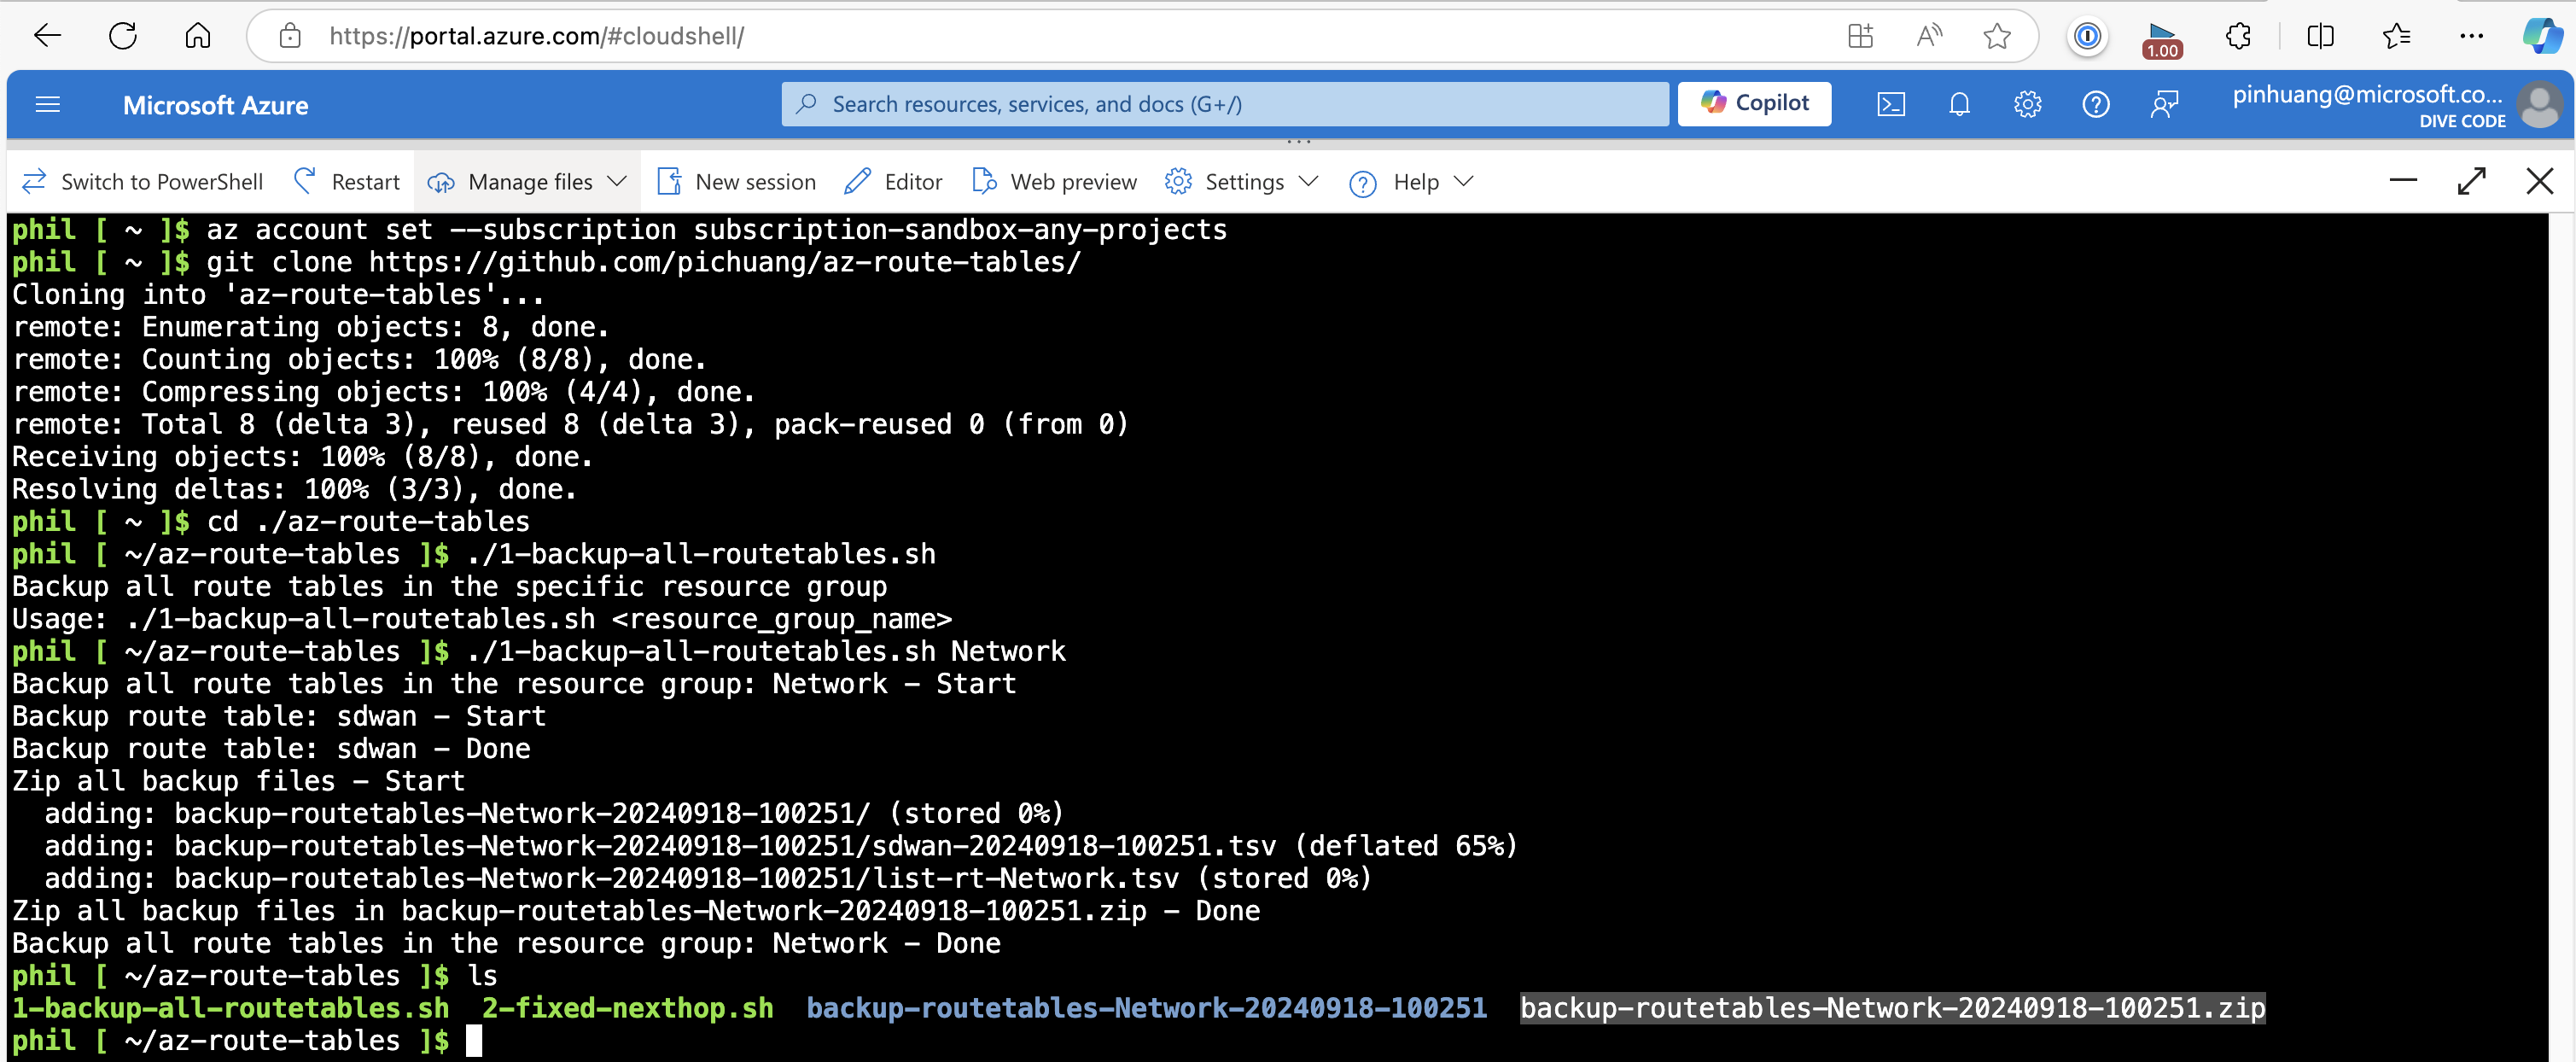 https://portal.azure.com/#cloudshell/
1.00
Microsoft Azure
Search resources, services, and docs (G+/)
Copilot
pinhuang@microsoft.co...
DIVE CODE
Switch to PowerShell Restart Manage files New session Editor Web preview Settings Help
phil [ ~ ]$ az account set --subscription subscription-sandbox-any-projects
phil [ ~ ]$ git clone https://github.com/pichuang/az-route-tables/
Cloning into 'az-route-tables'...
remote: Enumerating objects: 8, done.
remote: Counting objects: 100% (8/8), done.
remote: Compressing objects: 100% (4/4), done.
remote: Total 8 (delta 3), reused 8 (delta 3), pack-reused 0 (from 0)
Receiving objects: 100% (8/8), done.
Resolving deltas: 100% (3/3), done.
phil [ ~ ]$ cd ./az-route-tables
phil [ ~/az-route-tables ]$ ./1-backup-all-routetables.sh
Backup all route tables in the specific resource group
Usage: ./1-backup-all-routetables.sh <resource_group_name>
phil [ ~/az-route-tables ]$ ./1-backup-all-routetables.sh Network
Backup all route tables in the resource group: Network - Start
Backup route table: sdwan - Start
Backup route table: sdwan - Done
Zip all backup files - Start
  adding: backup-routetables-Network-20240918-100251/ (stored 0%)
  adding: backup-routetables-Network-20240918-100251/sdwan-20240918-100251.tsv (deflated 65%)
  adding: backup-routetables-Network-20240918-100251/list-rt-Network.tsv (stored 0%)
Zip all backup files in backup-routetables-Network-20240918-100251.zip - Done
Backup all route tables in the resource group: Network - Done
phil [ ~/az-route-tables ]$ ls
1-backup-all-routetables.sh  2-fixed-nexthop.sh  backup-routetables-Network-20240918-100251  backup-routetables-Network-20240918-100251.zip
phil [ ~/az-route-tables ]$